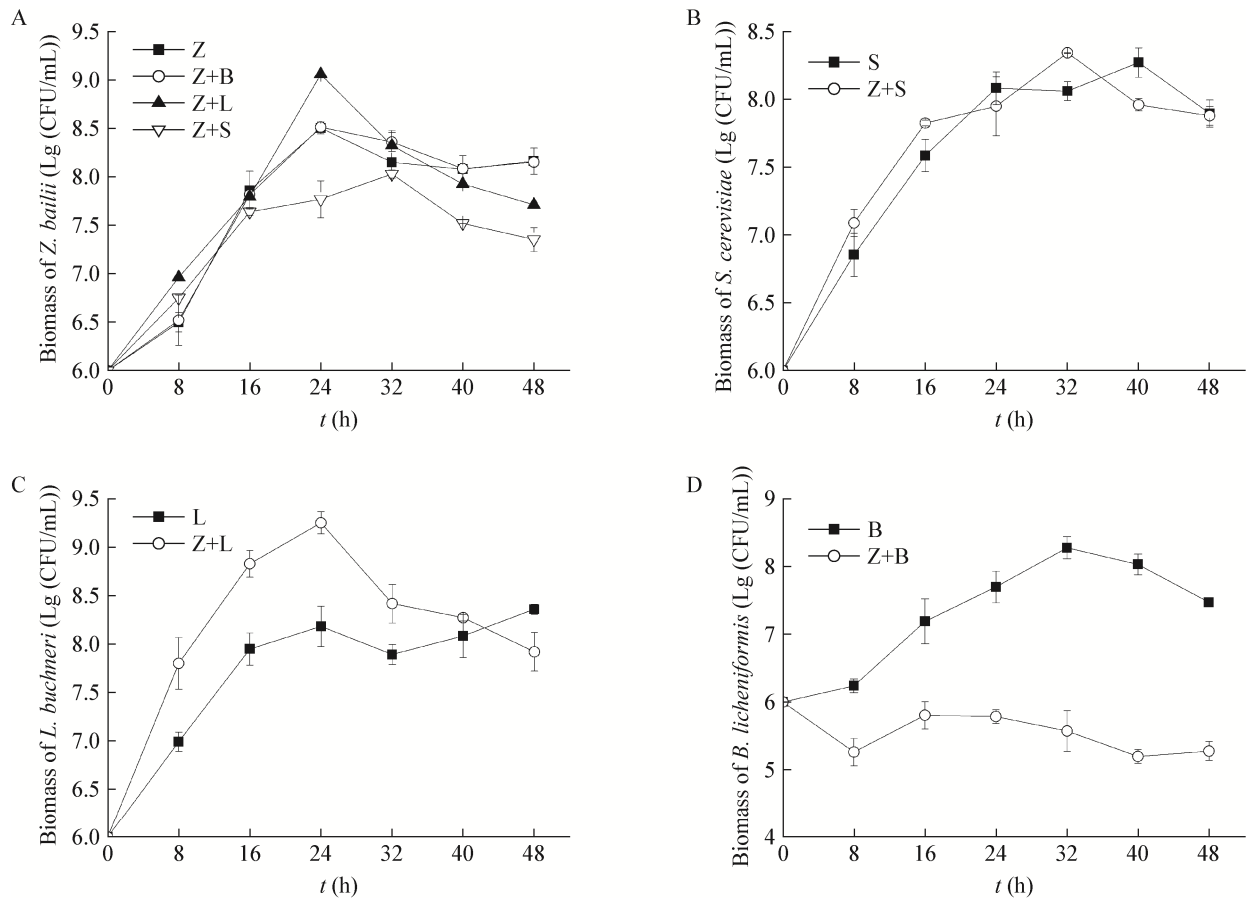 A
Biomass of Z. bailii (Lg (CFU/mL))
9.5
9.0
8.5
8.0
7.5
7.0
6.5
6.0
Z
Z+B
Z+L
Z+S
0 8 16 24 32 40 48
t (h)
B
Biomass of S. cerevisiae (Lg (CFU/mL))
8.5
8.0
7.5
7.0
6.5
6.0
S
Z+S
0 8 16 24 32 40 48
t (h)
C
Biomass of L. buchneri (Lg (CFU/mL))
9.5
9.0
8.5
8.0
7.5
7.0
6.5
6.0
L
Z+L
0 8 16 24 32 40 48
t (h)
D
Biomass of B. licheniformis (Lg (CFU/mL))
9
8
7
6
5
4
B
Z+B
0 8 16 24 32 40 48
t (h)